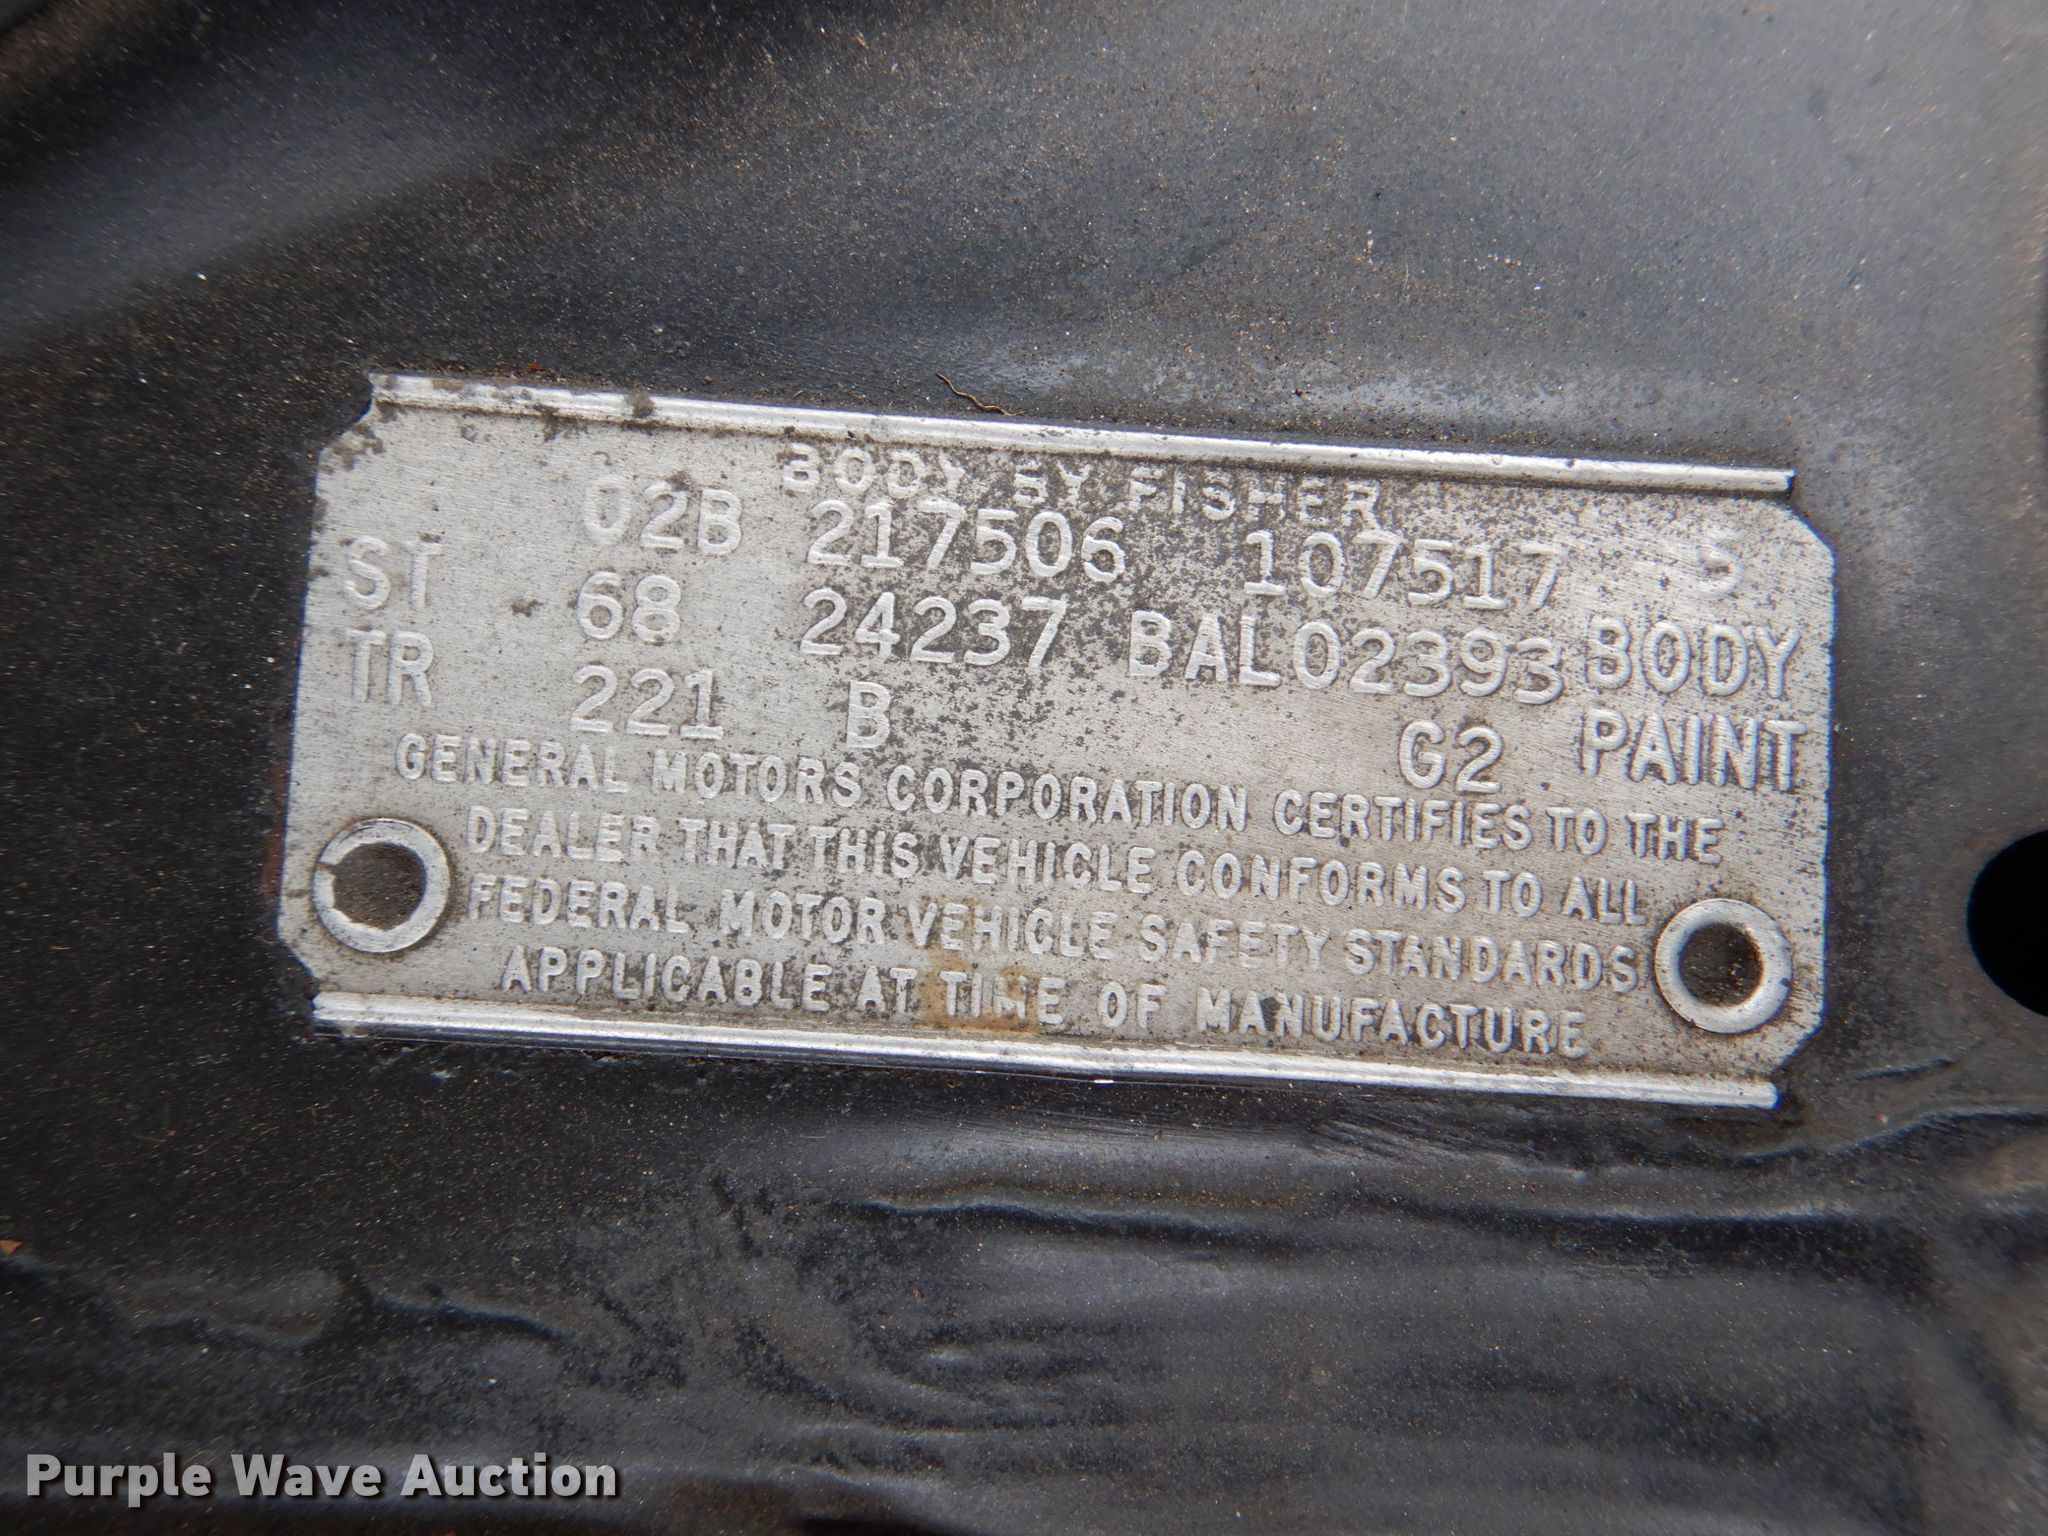 BODY BY FISHER
02B 217506 107517 S
ST 68 24237 BAL02393 BODY
TR 221 B G2 PAINT
GENERAL MOTORS CORPORATION CERTIFIES TO THE
DEALER THAT THIS VEHICLE CONFORMS TO ALL
FEDERAL MOTOR VEHICLE SAFETY STANDARDS
APPLICABLE AT TIME OF MANUFACTURE
Purple Wave Auction